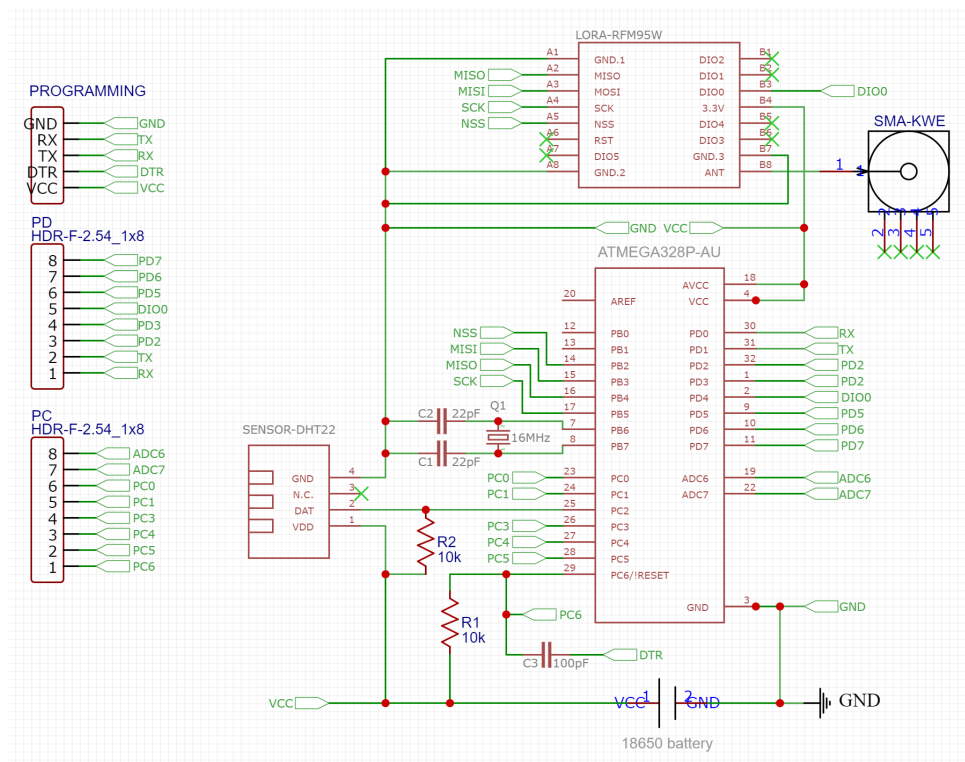 LORA-RFM95W
A1 GND.1 DIO2 B1
MISO A2 MISO DIO1 B2
MISI A3 MOSI DIO0 B3 DIO0
SCK A4 SCK 3.3V B4
NSS A5 NSS DIO4 B5
A6 RST DIO3 B6
A7 DIO5 GND.3 B7
A8 GND.2 ANT B8
SMA-KWE
1 1
2 3 4 5
2 3 4 5
PROGRAMMING
GND GND
RX TX
TX RX
DTR DTR
VCC VCC
GND VCC
PD
HDR-F-2.54_1x8
8 PD7
7 PD6
6 PD5
5 DIO0
4 PD3
3 PD2
2 TX
1 RX
ATMEGA328P-AU
AVCC 18
20 AREF VCC 4
NSS 12 PB0 PD0 30 RX
MISI 13 PB1 PD1 31 TX
MISO 14 PB2 PD2 32 PD2
SCK 15 PB3 PD3 1 PD2
16 PB4 PD4 2 DIO0
17 PB5 PD5 9 PD5
7 PB6 PD6 10 PD6
8 PB7 PD7 11 PD7
PC0 23 PC0 ADC6 19 ADC6
PC1 24 PC1 ADC7 22 ADC7
25 PC2
PC3 26 PC3
PC4 27 PC4
PC5 28 PC5
29 PC6/!RESET
GND 3 GND
C2 22pF
Q1
16MHz
C1 22pF
PC
HDR-F-2.54_1x8
8 ADC6
7 ADC7
6 PC0
5 PC1
4 PC3
3 PC4
2 PC5
1 PC6
SENSOR-DHT22
GND 4
N.C. 3
DAT 2
VDD 1
R2
10k
R1
10k
PC6
C3 100pF DTR
VCC VCC 1 2 GND GND
18650 battery